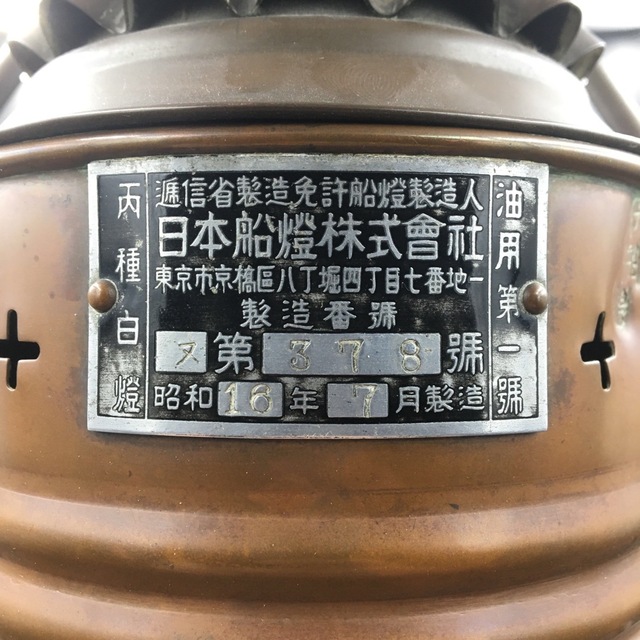 丙種白燈
遞信省製造免許船燈製造人
日本船燈株式會社
東京市京橋區八丁堀四丁目七番地一
製造番號
ヌ第378號
昭和16年7月製造
油用第一號